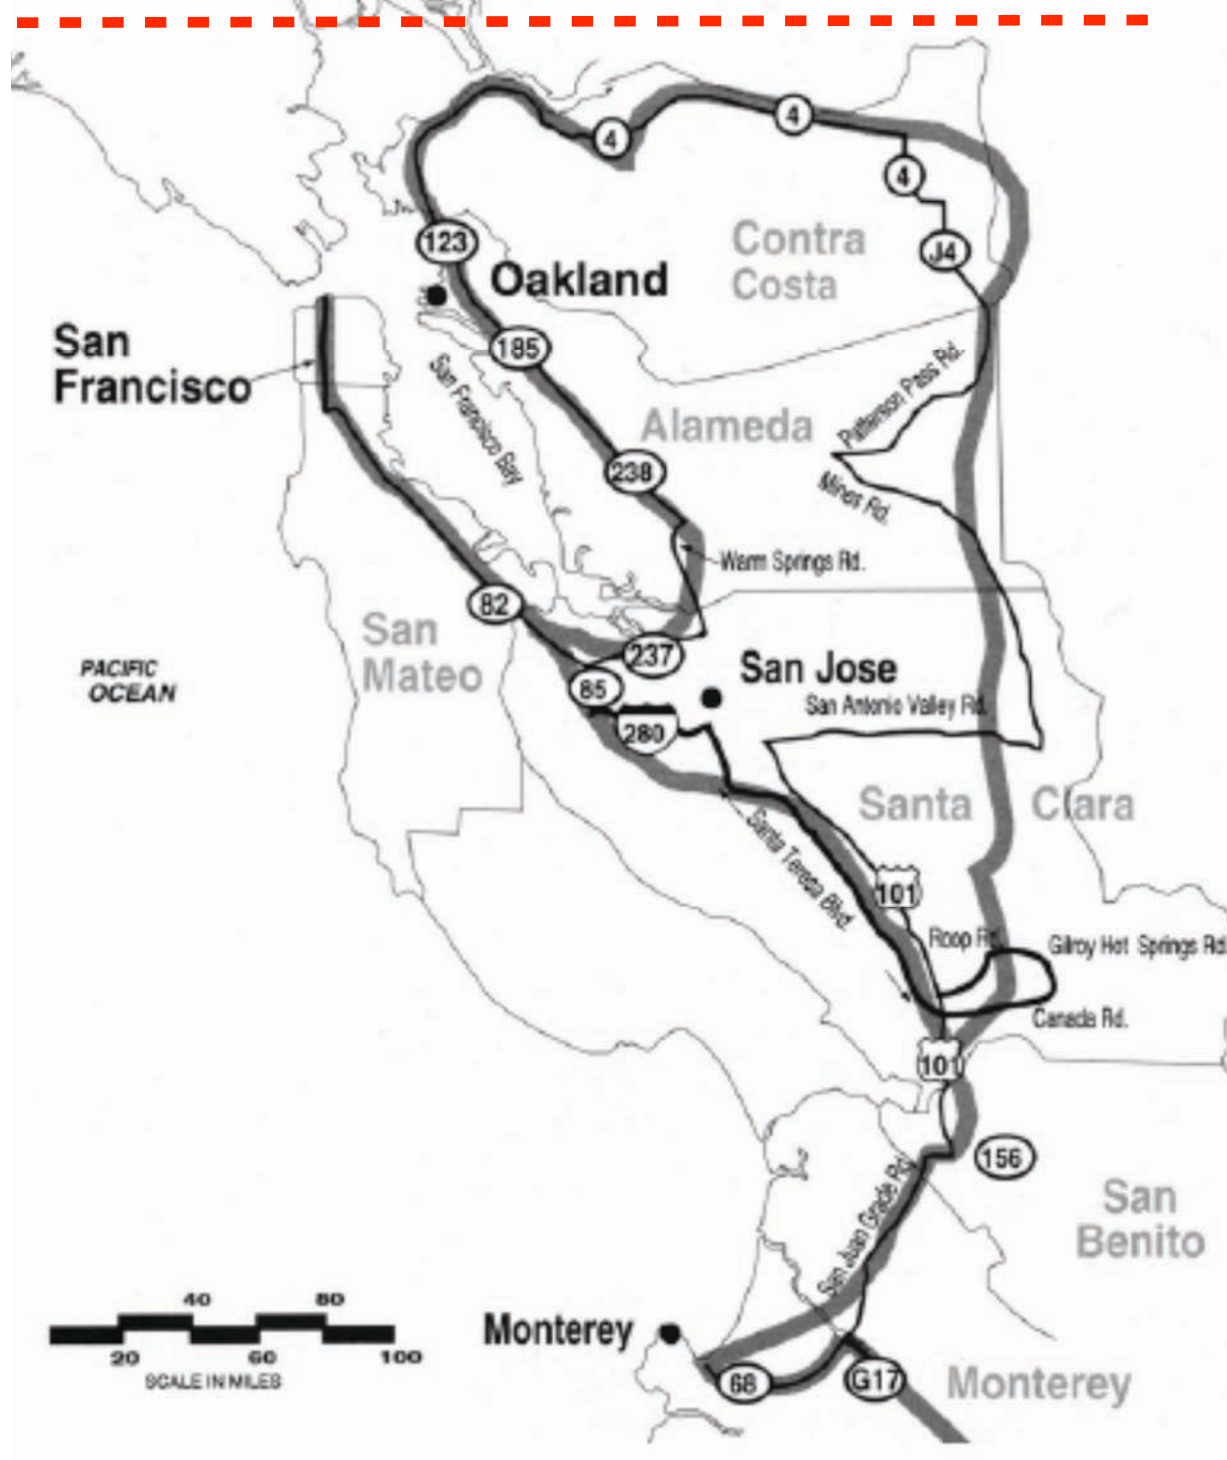 4
4
4
J4
123
Contra
Costa
Oakland
185
San
Francisco
San Francisco Bay
Alameda
Patterson Pass Rd.
238
Mines Rd.
Warm Springs Rd.
82
San
Mateo
237
PACIFIC
OCEAN
85
San Jose
San Antonio Valley Rd.
280
Santa Clara
Santa Teresa Blvd.
101
Roop Rd.
Gilroy Hot Springs Rd.
Canada Rd.
101
156
San
Benito
San Juan Grade Rd.
40 80
20 60 100
SCALE IN MILES
Monterey
68
G17
Monterey